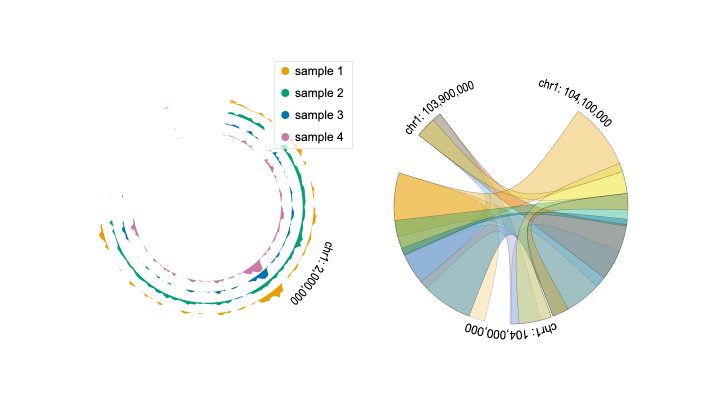 sample 1
sample 2
sample 3
sample 4
chr1: 2,000,000
chr1: 103,900,000
chr1: 104,100,000
chr1: 104,000,000